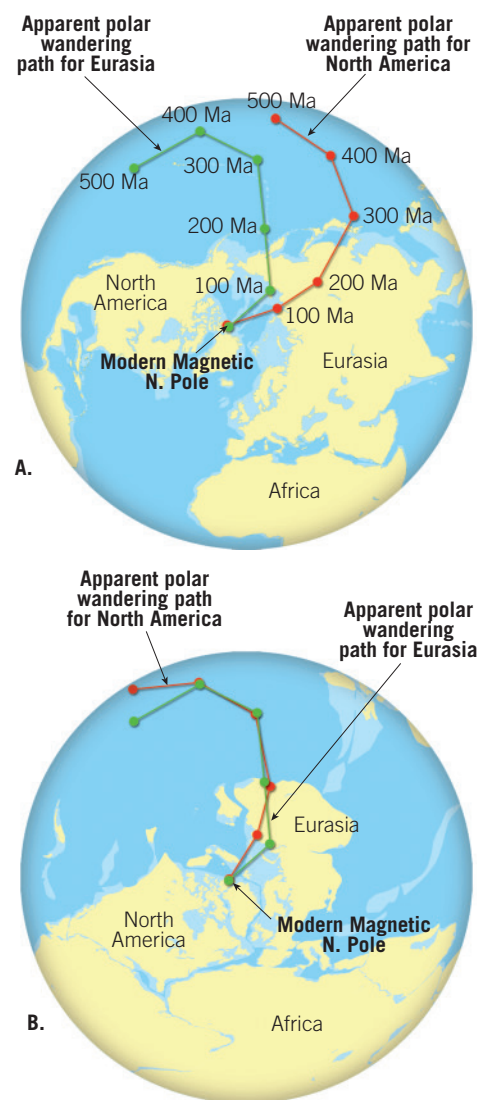 Apparent polar
wandering
path for Eurasia
Apparent polar
wandering path for
North America
500 Ma
400 Ma
400 Ma
300 Ma
500 Ma
300 Ma
200 Ma
North
America
100 Ma
200 Ma
100 Ma
Modern Magnetic
N. Pole
Eurasia
A.
Africa
Apparent polar
wandering path
for North America
Apparent polar
wandering
path for Eurasia
Eurasia
North
America
Modern Magnetic
N. Pole
B.
Africa